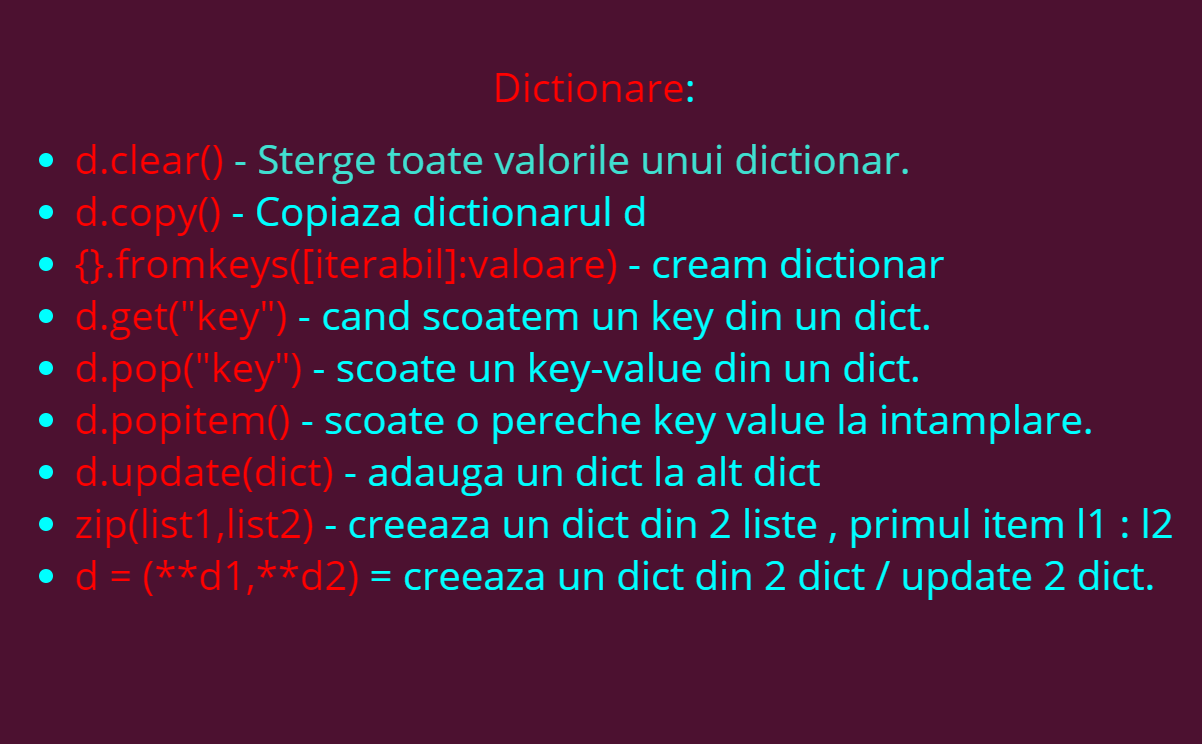 Dictionare:
• d.clear() - Sterge toate valorile unui dictionar.
• d.copy() - Copiaza dictionarul d
• {}.fromkeys([iterabil]:valoare) - cream dictionar
• d.get("key") - cand scoatem un key din un dict.
• d.pop("key") - scoate un key-value din un dict.
• d.popitem() - scoate o pereche key value la intamplare.
• d.update(dict) - adauga un dict la alt dict
• zip(list1,list2) - creeaza un dict din 2 liste , primul item l1 : l2
• d = (**d1,**d2) = creeaza un dict din 2 dict / update 2 dict.